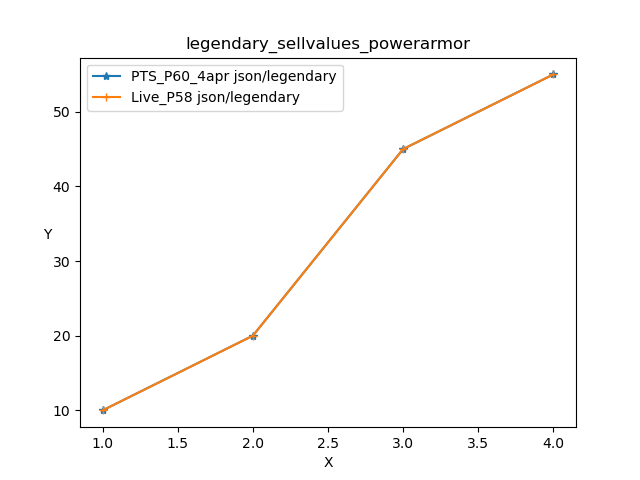 legendary_sellvalues_powerarmor
PTS_P60_4apr json/legendary
Live_P58 json/legendary
50
40
Y
30
20
10
1.0 1.5 2.0 2.5 3.0 3.5 4.0
X